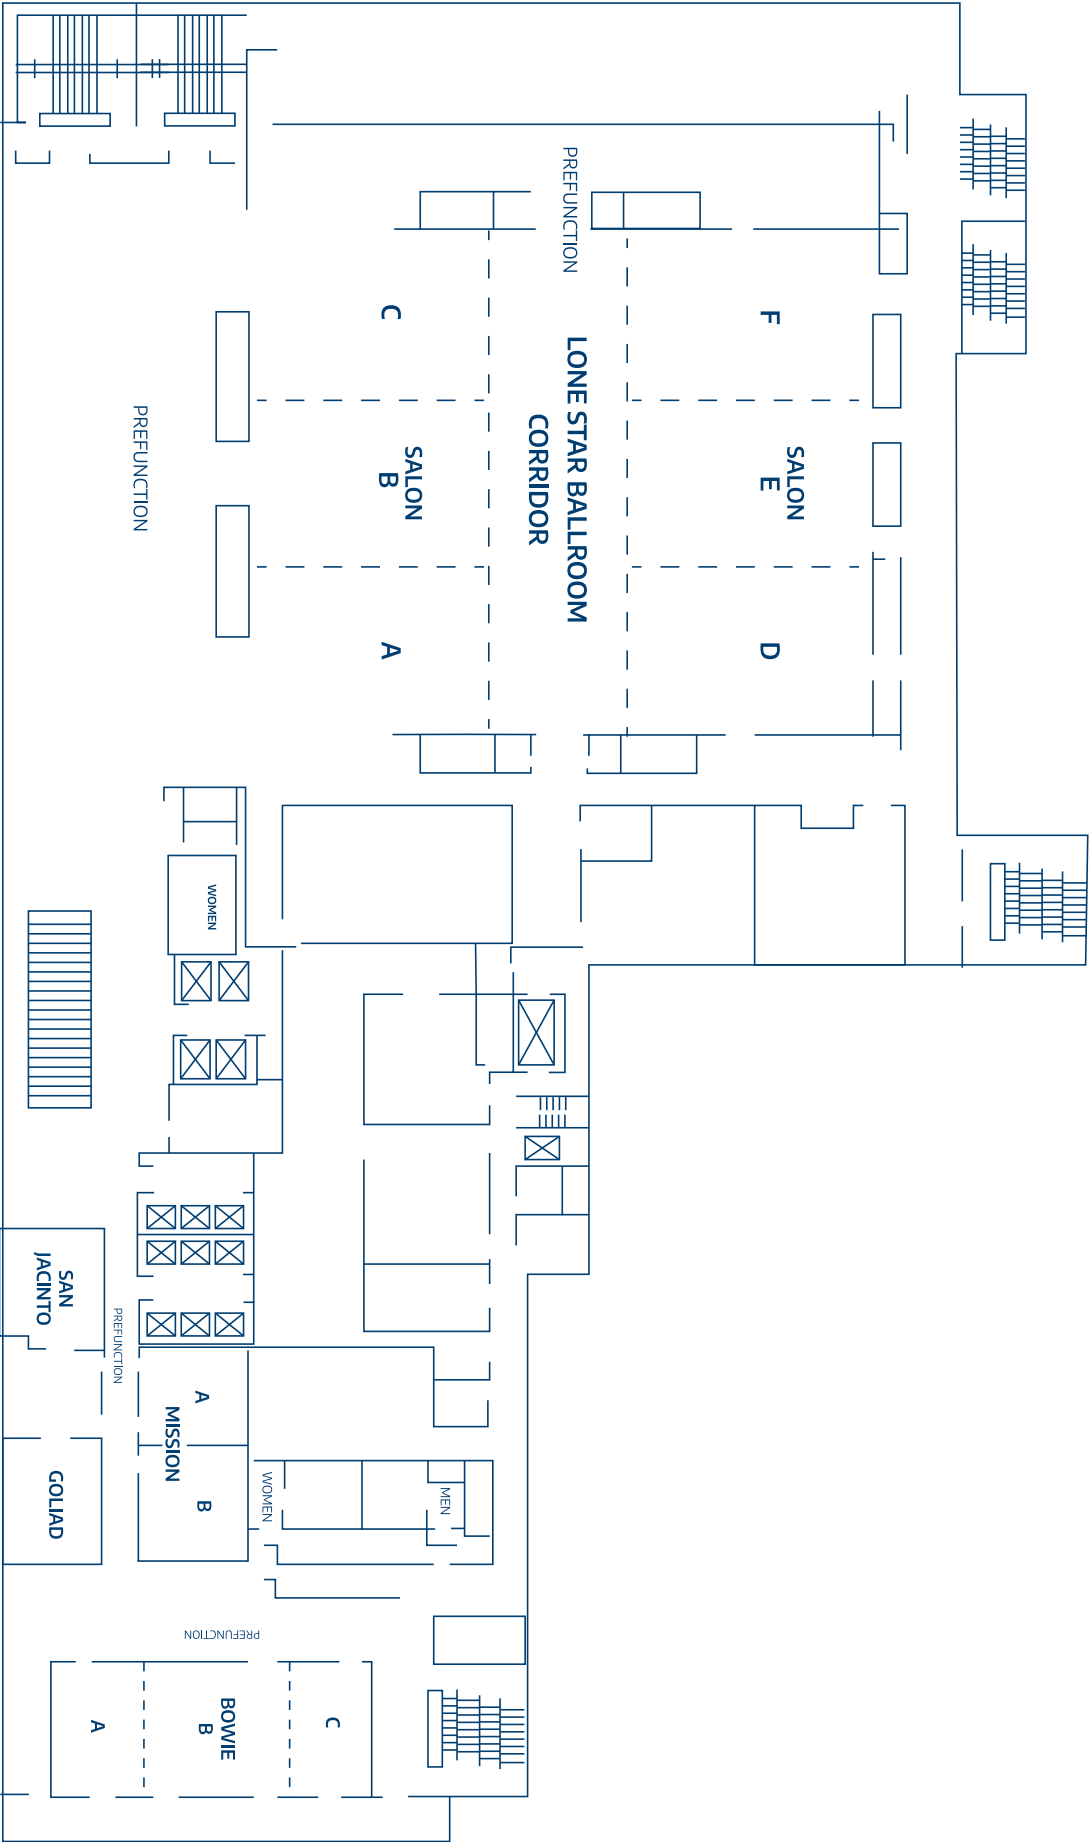 PREFUNCTION
C
F
LONE STAR BALLROOM
CORRIDOR
PREFUNCTION
SALON
B
SALON
E
A
D
WOMEN
SAN
JACINTO
PREFUNCTION
A
MISSION
B
GOLIAD
WOMEN
MEN
PREFUNCTION
A
BOWIE
B
C